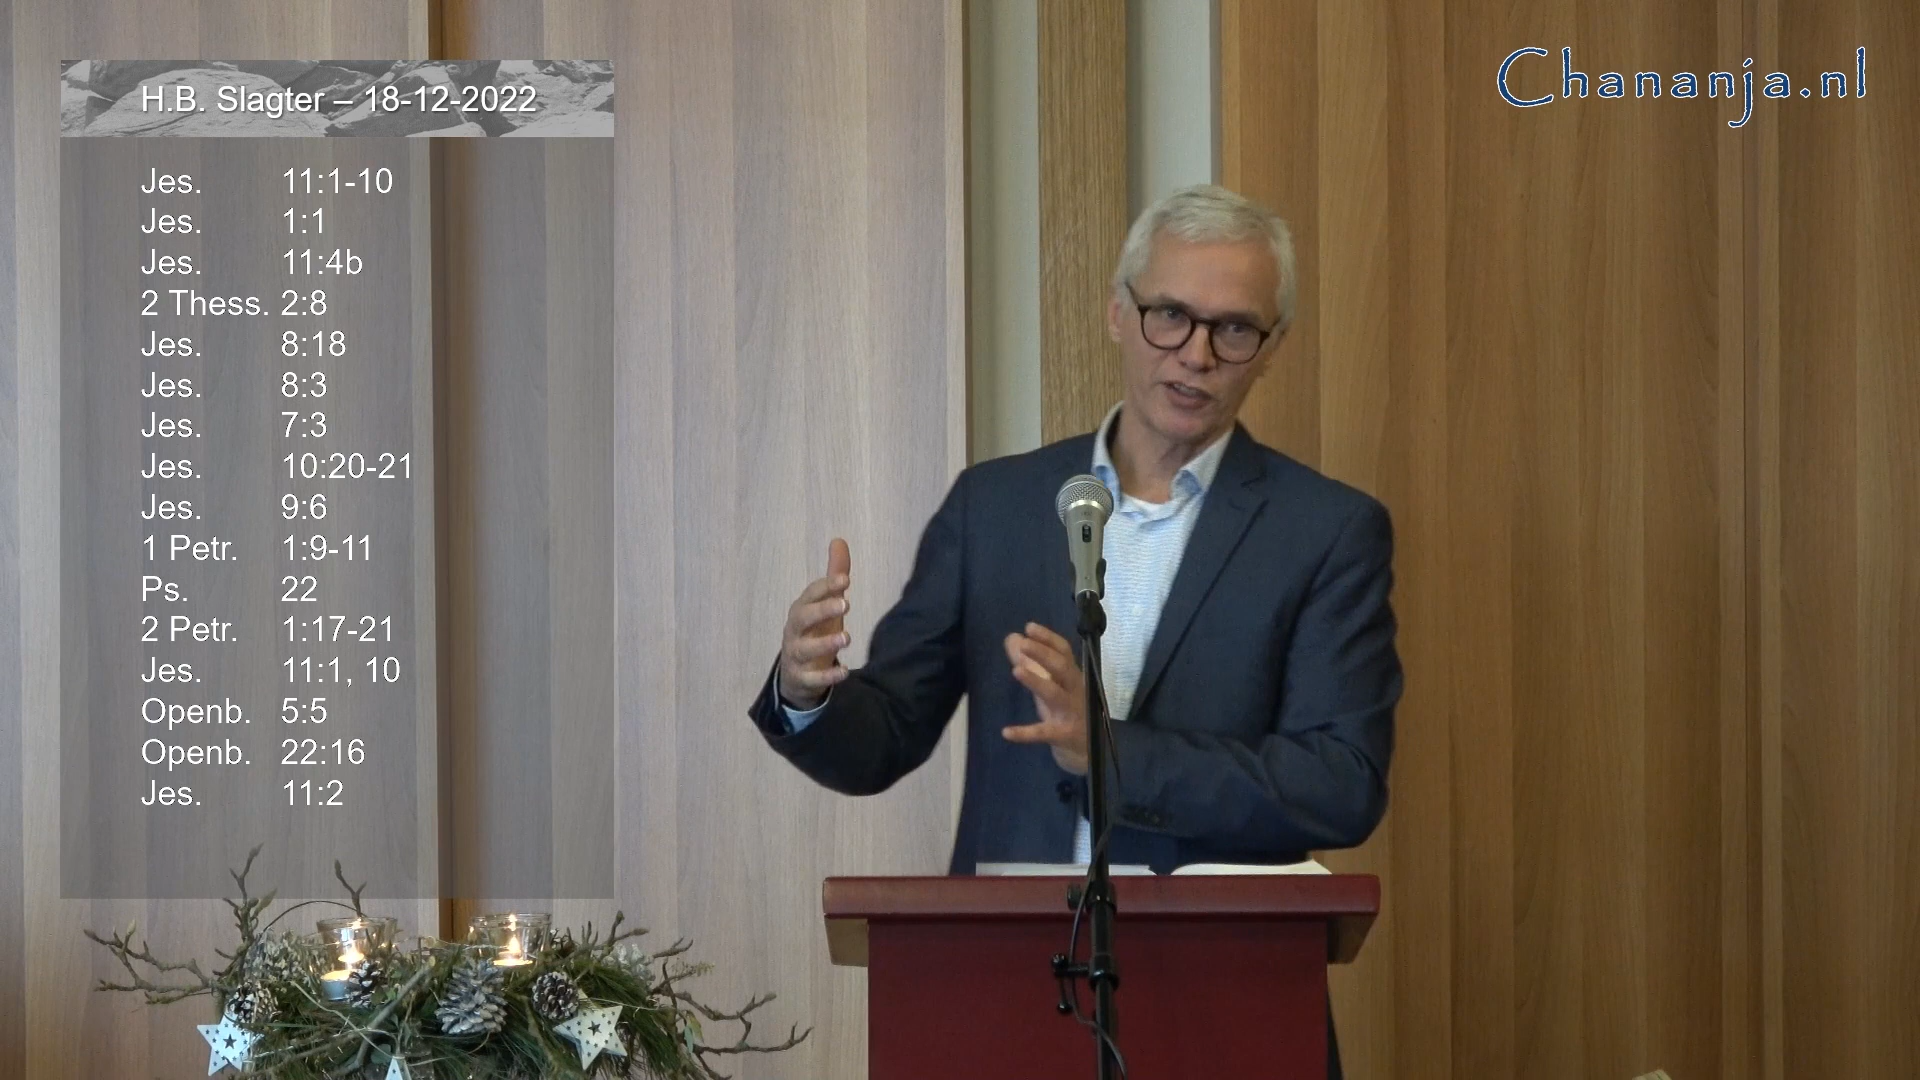 H.B. Slagter – 18-12-2022
Chananja.nl
Jes. 11:1-10
Jes. 1:1
Jes. 11:4b
2 Thess. 2:8
Jes. 8:18
Jes. 8:3
Jes. 7:3
Jes. 10:20-21
Jes. 9:6
1 Petr. 1:9-11
Ps. 22
2 Petr. 1:17-21
Jes. 11:1, 10
Openb. 5:5
Openb. 22:16
Jes. 11:2